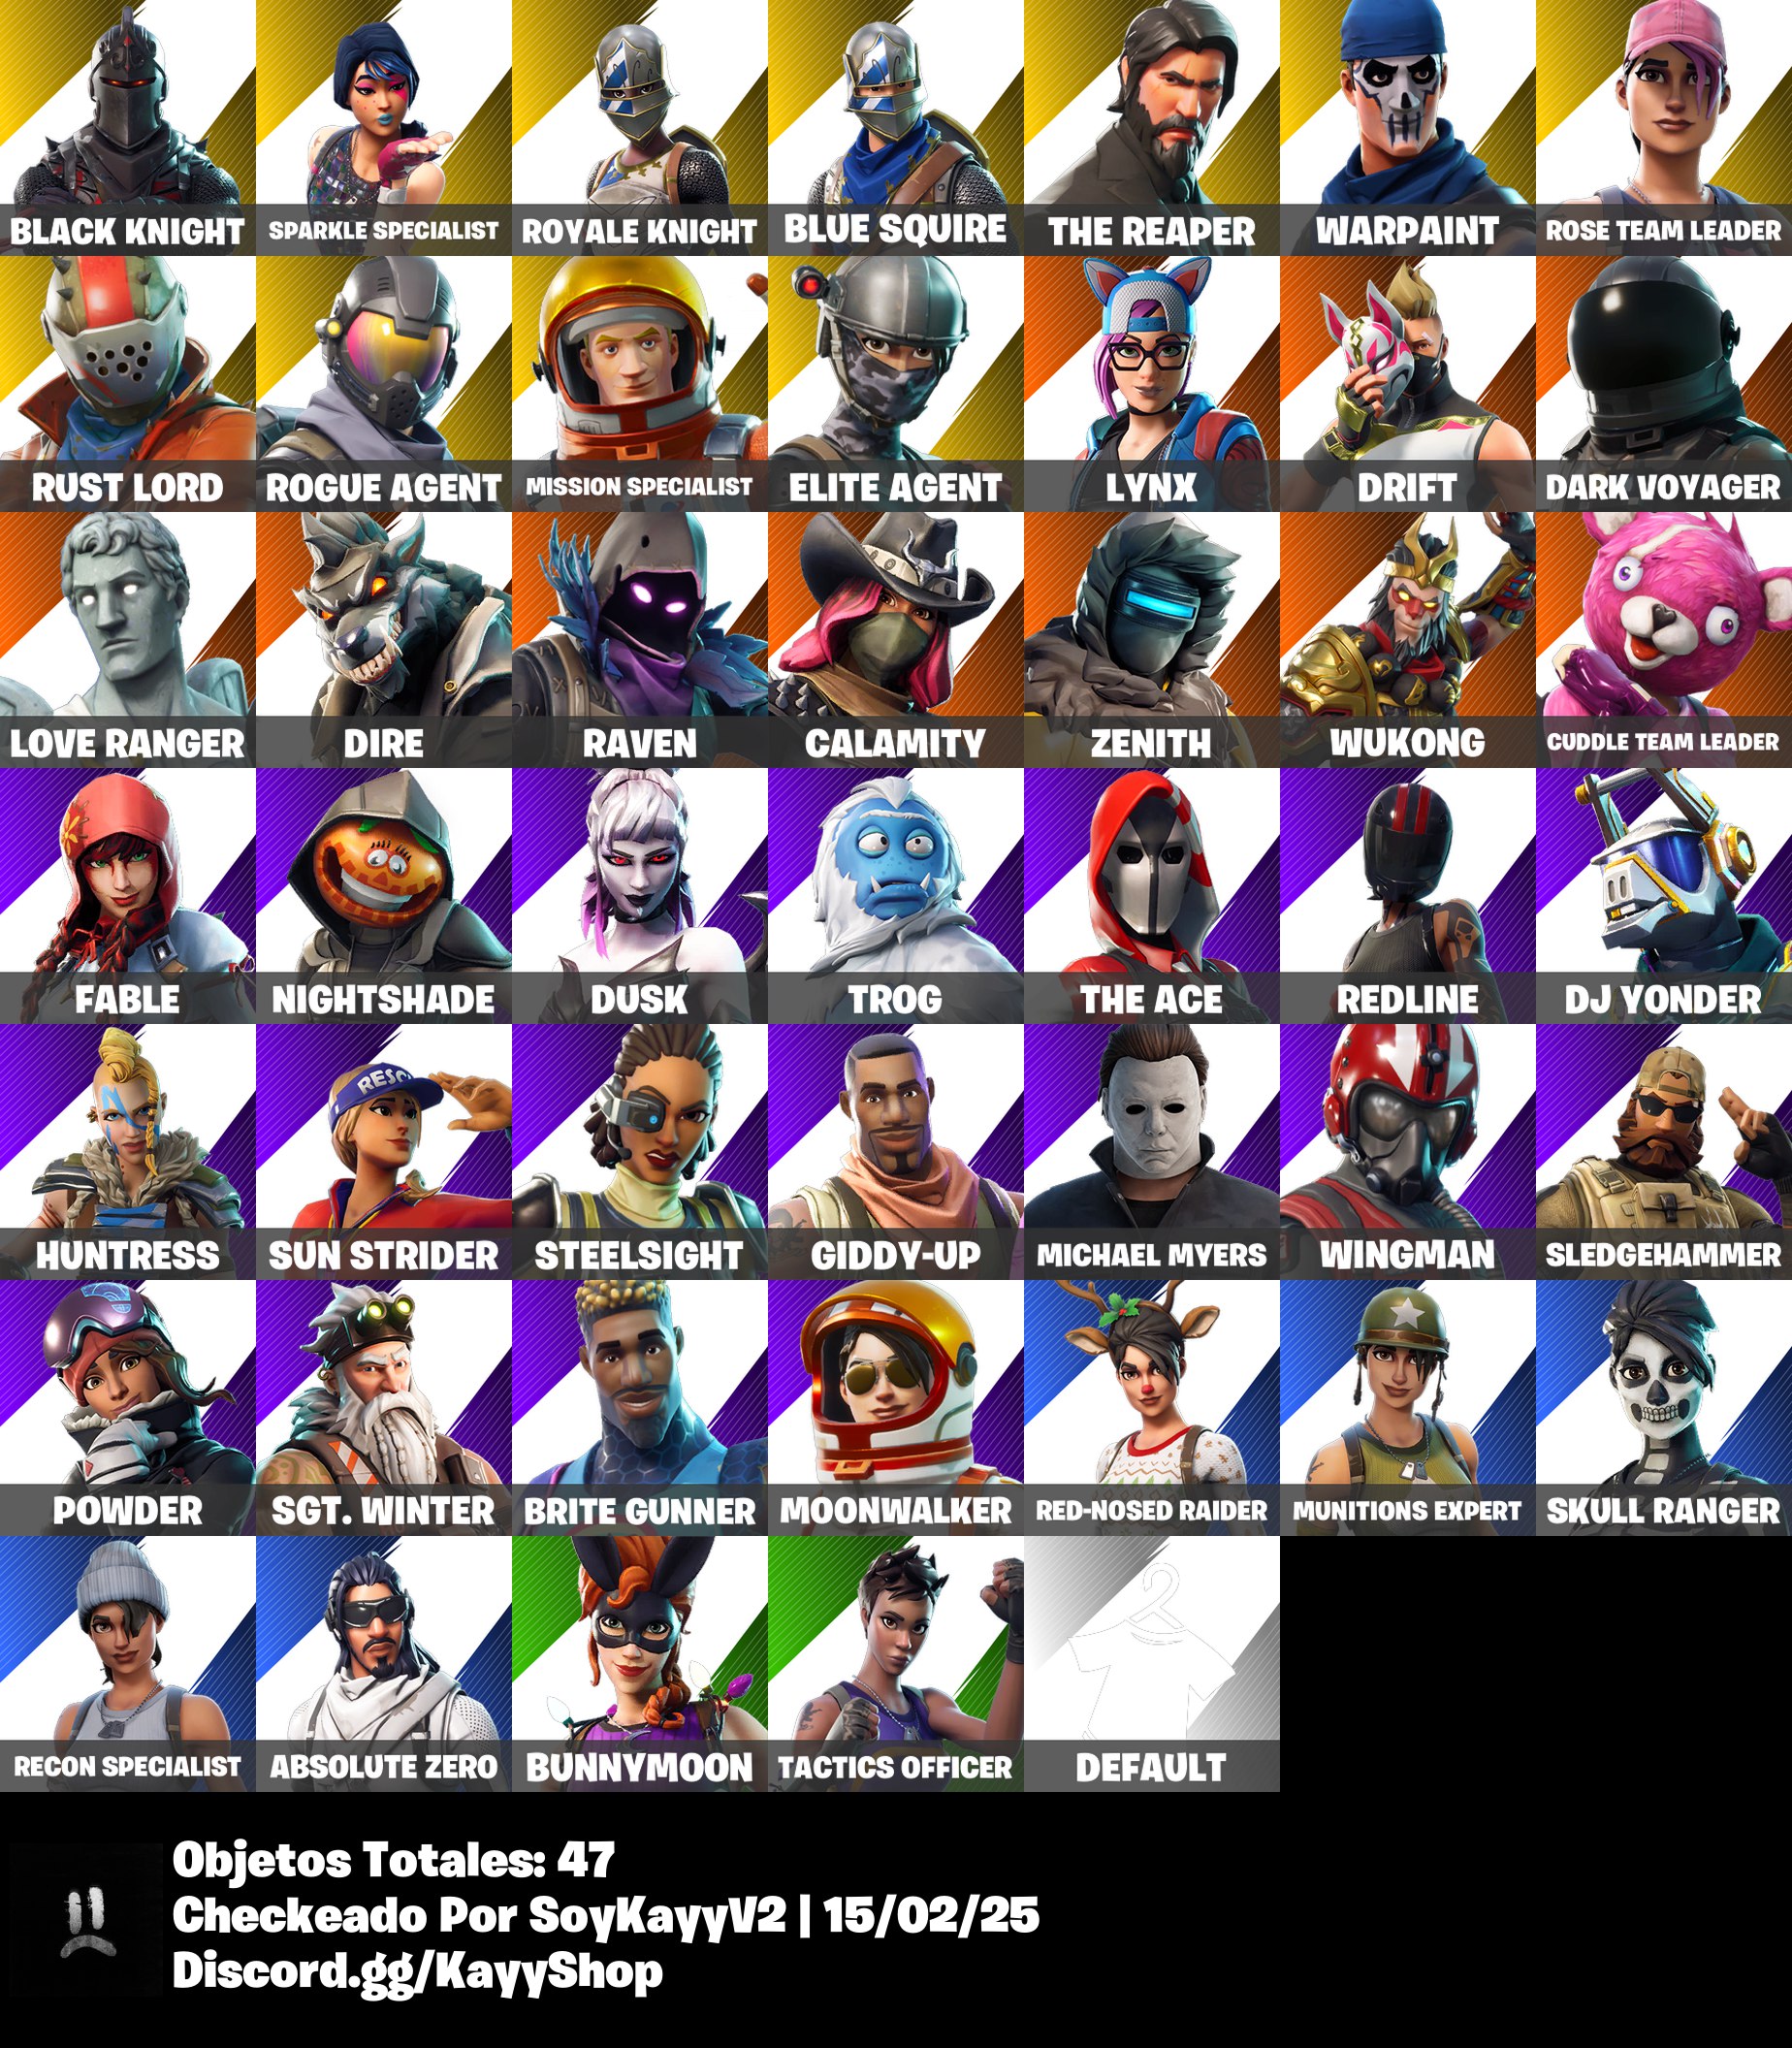 BLACK KNIGHT
SPARKLE SPECIALIST
ROYALE KNIGHT
BLUE SQUIRE
THE REAPER
WARPAINT
ROSE TEAM LEADER
RUST LORD
ROGUE AGENT
MISSION SPECIALIST
ELITE AGENT
LYNX
DRIFT
DARK VOYAGER
LOVE RANGER
DIRE
RAVEN
CALAMITY
ZENITH
WUKONG
CUDDLE TEAM LEADER
FABLE
NIGHTSHADE
DUSK
TROG
THE ACE
REDLINE
DJ YONDER
RESC
HUNTRESS
SUN STRIDER
STEELSIGHT
GIDDY-UP
MICHAEL MYERS
WINGMAN
SLEDGEHAMMER
POWDER
SGT. WINTER
BRITE GUNNER
MOONWALKER
RED-NOSED RAIDER
MUNITIONS EXPERT
SKULL RANGER
RECON SPECIALIST
ABSOLUTE ZERO
BUNNYMOON
TACTICS OFFICER
DEFAULT
Objetos Totales: 47
Checkeado Por SoyKayyV2 | 15/02/25
Discord.gg/KayyShop